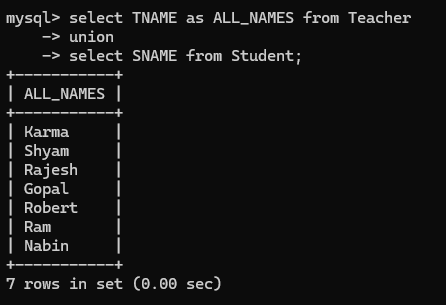 mysql> select TNAME as ALL_NAMES from Teacher
    -> union
    -> select SNAME from Student;
+-----------+
| ALL_NAMES |
+-----------+
| Karma     |
| Shyam     |
| Rajesh    |
| Gopal     |
| Robert    |
| Ram       |
| Nabin     |
+-----------+
7 rows in set (0.00 sec)